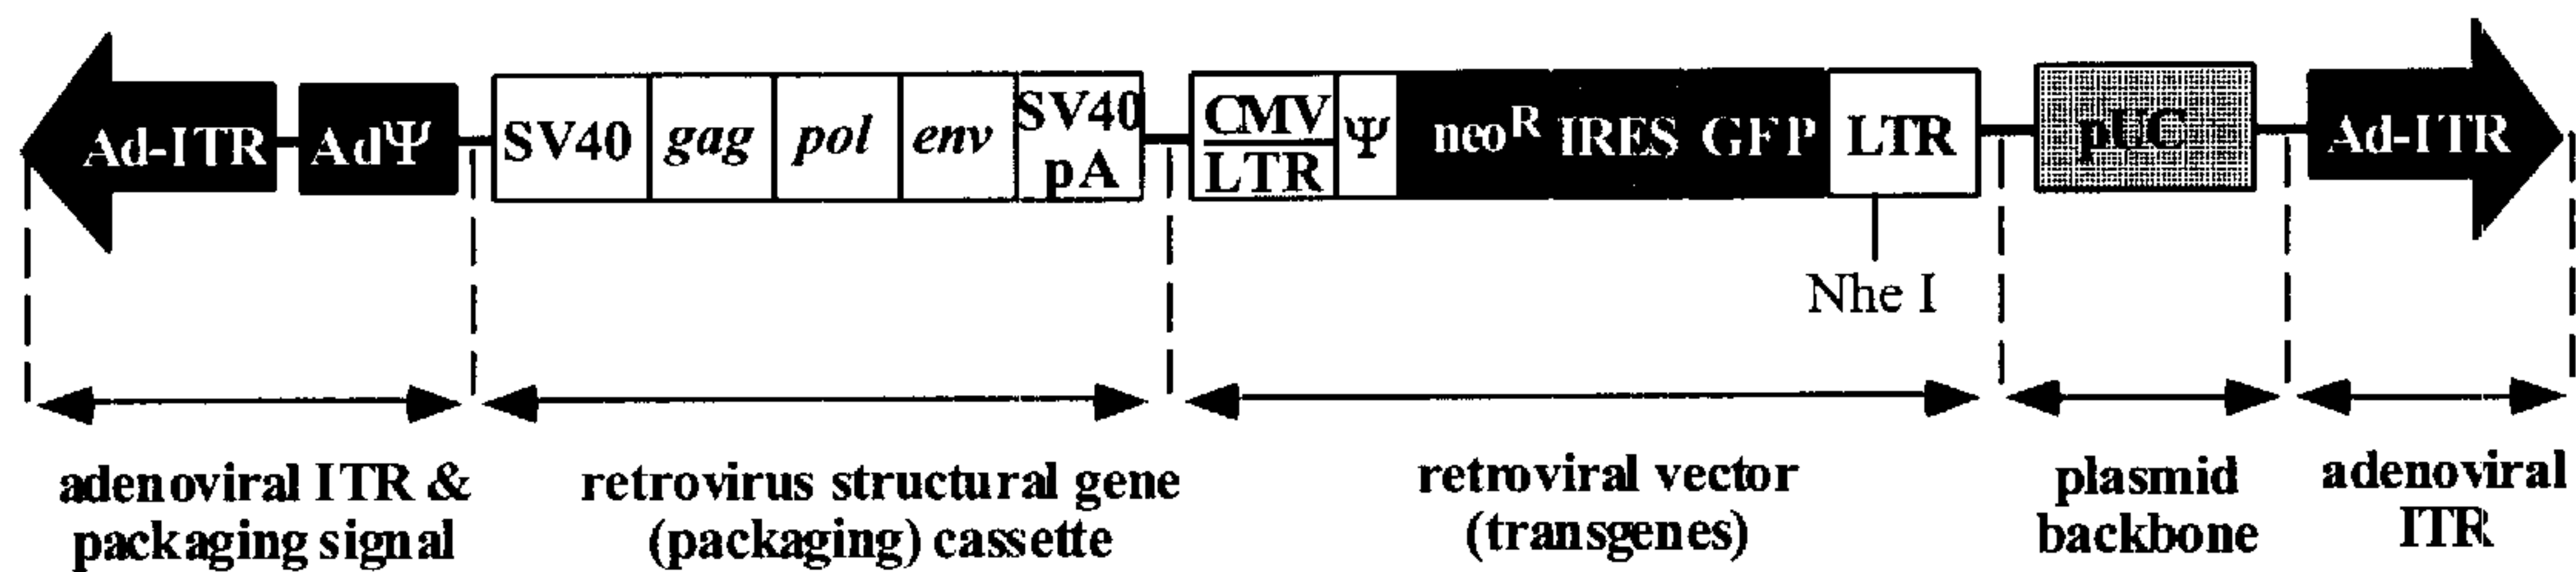 Ad-ITR AdΨ SV40 gag pol env SV40 pA CMV LTR Ψ neoR IRES GFP LTR pUC Ad-ITR
Nhe I
adenoviral ITR &
packaging signal
retrovirus structural gene
(packaging) cassette
retroviral vector
(transgenes)
plasmid
backbone
adenoviral
ITR